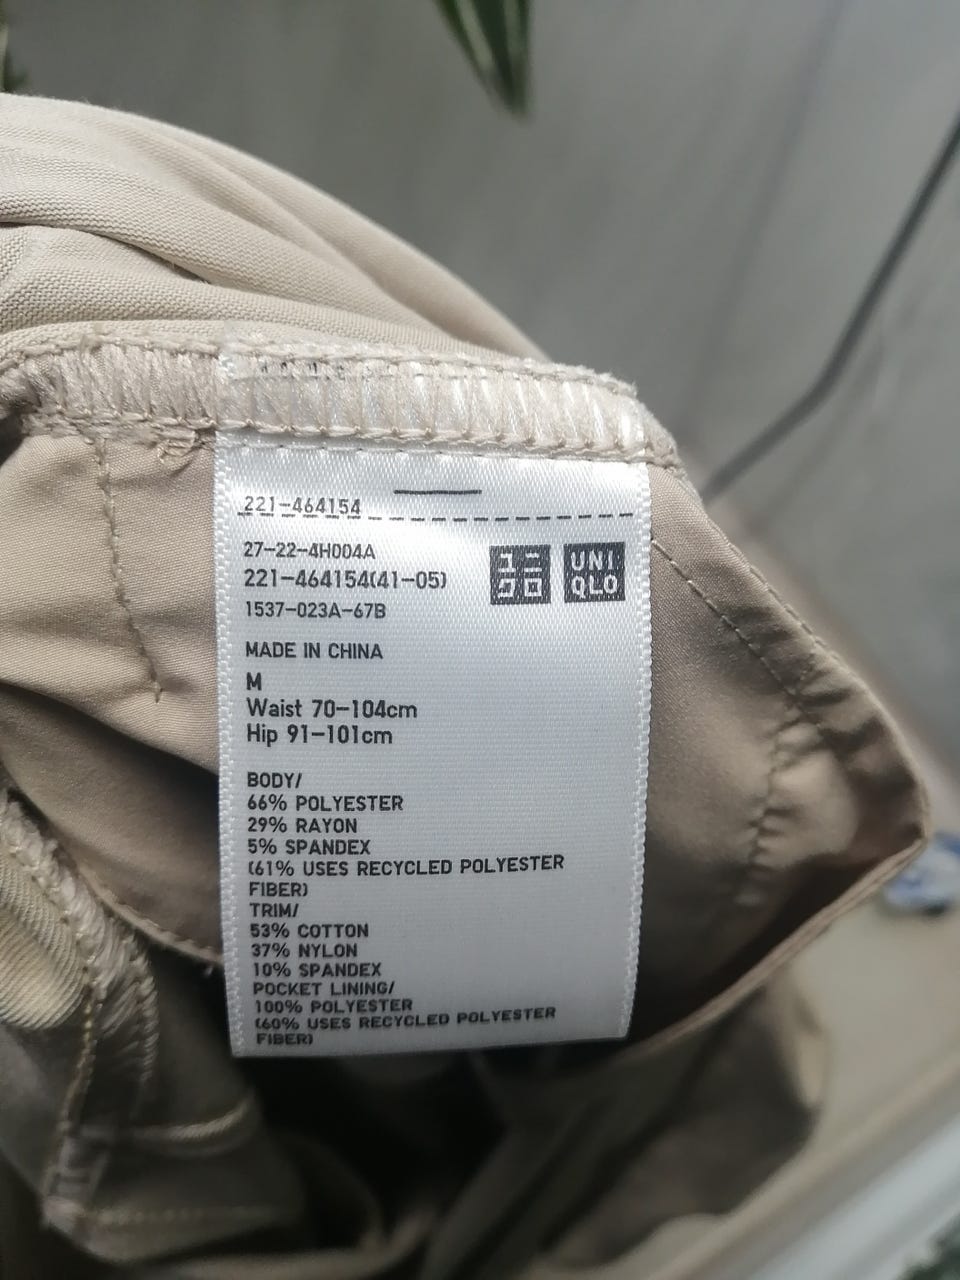 221-464154
27-22-4H004A
221-464154(41-05)
1537-023A-67B
ユニ
クロ
UNI
QLO
MADE IN CHINA
M
Waist 70-104cm
Hip 91-101cm
BODY/
66% POLYESTER
29% RAYON
5% SPANDEX
(61% USES RECYCLED POLYESTER
FIBER)
TRIM/
53% COTTON
37% NYLON
10% SPANDEX
POCKET LINING/
100% POLYESTER
(60% USES RECYCLED POLYESTER
FIBER)